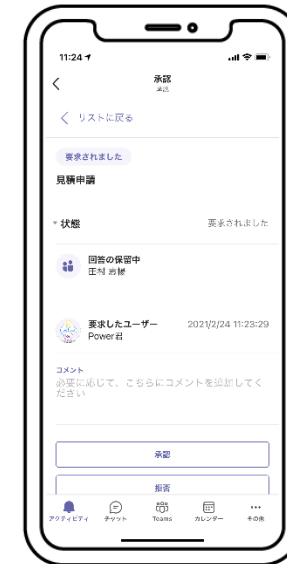 11:24
承認
承認
リストに戻る
要求されました
見積申請
状態 要求されました
回答の保留中
要求したユーザー 2021/2/24 11:23:29
Power君
コメント
必要に応じて、こちらにコメントを追加してく
ださい
承認
拒否
アクティビティ チャット Teams カレンダー その他